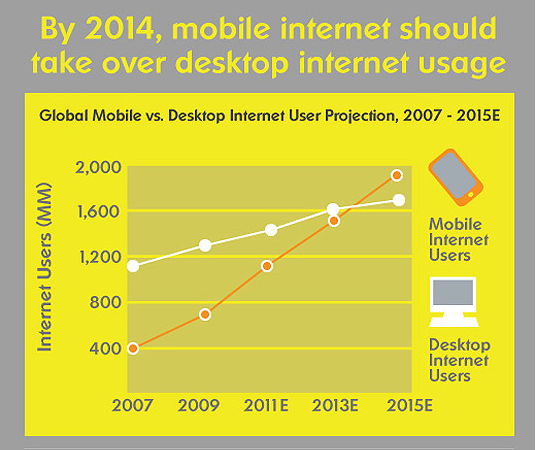 By 2014, mobile internet should
take over desktop internet usage
Global Mobile vs. Desktop Internet User Projection, 2007 - 2015E
Internet Users (MM)
2,000
1,600
1,200
800
400
2007
2009
2011E
2013E
2015E
Mobile
Internet
Users
Desktop
Internet
Users